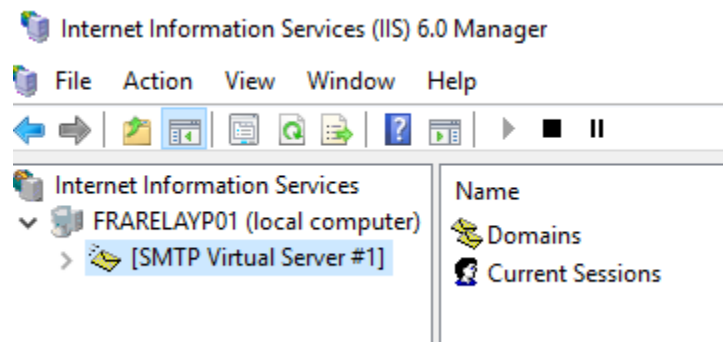 Internet Information Services (IIS) 6.0 Manager
File Action View Window Help
Internet Information Services
FRARELAYP01 (local computer)
[SMTP Virtual Server #1]
Name
Domains
Current Sessions